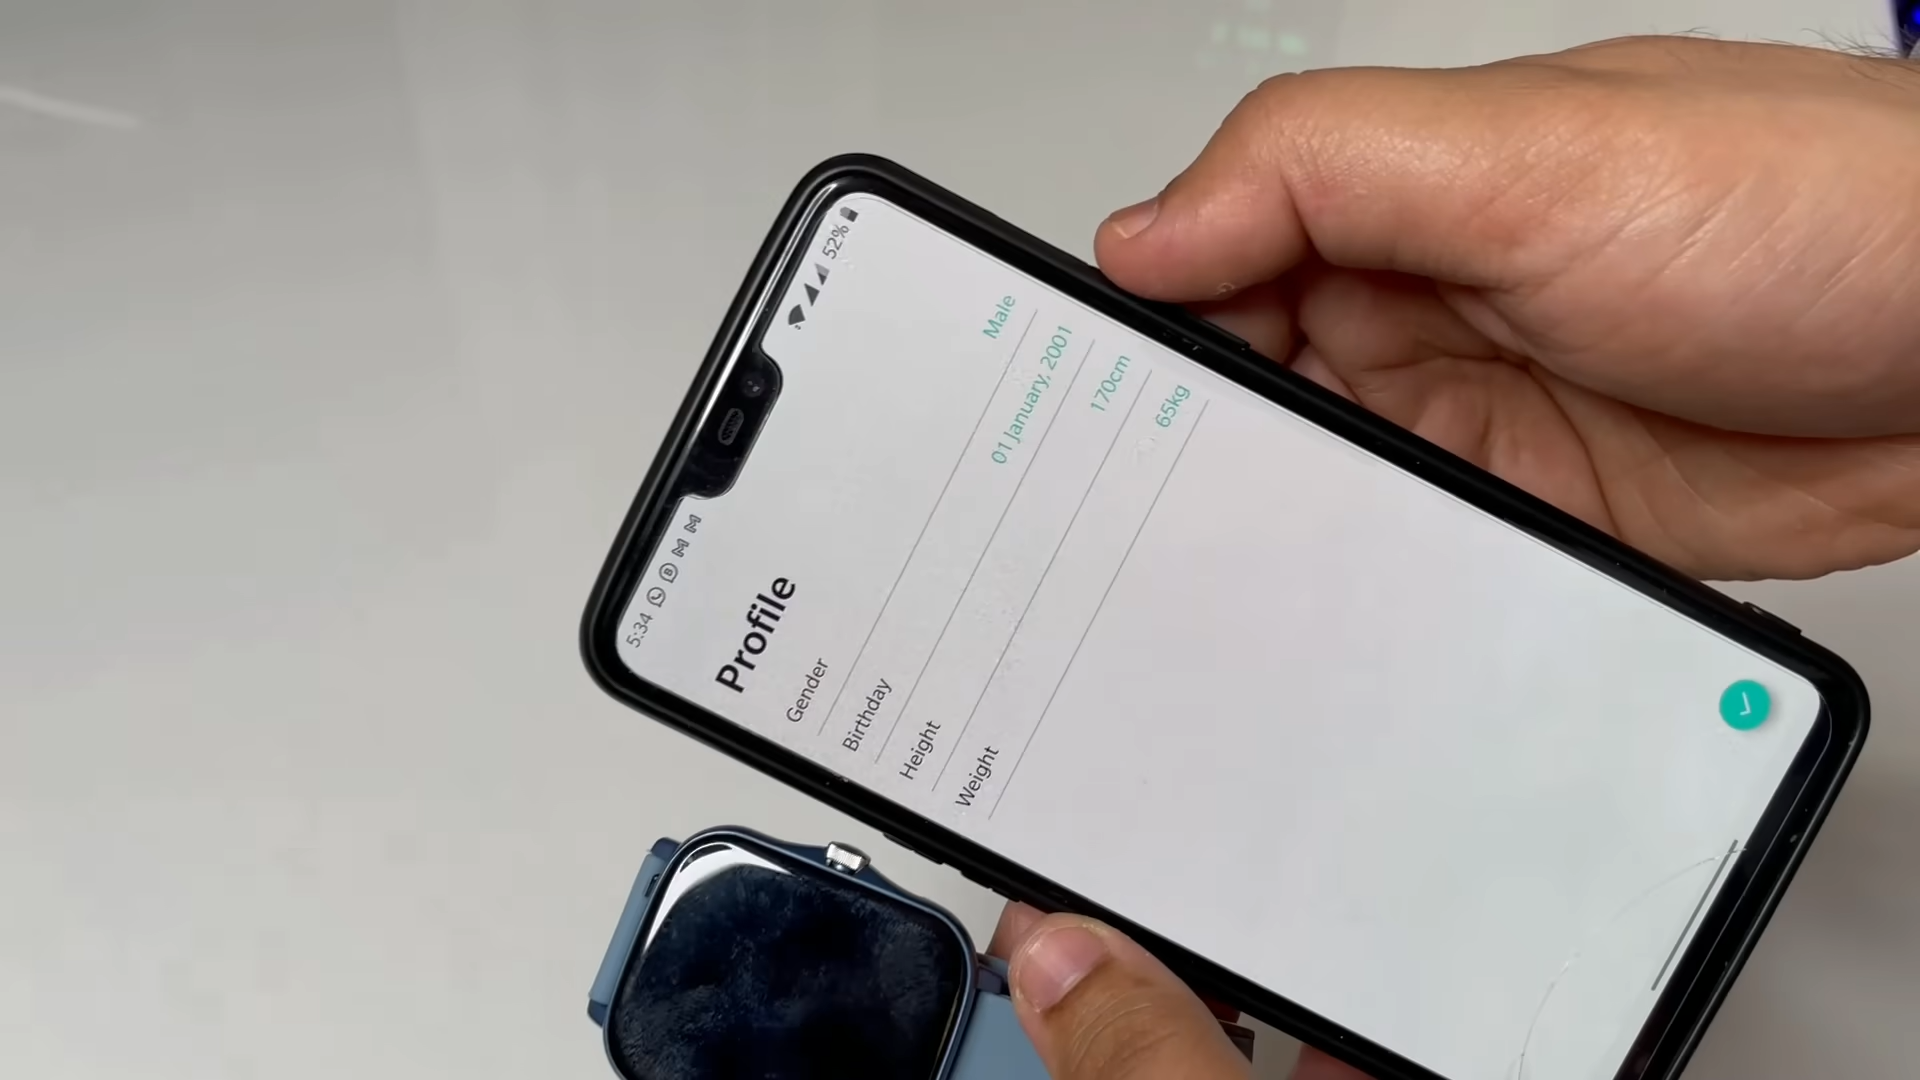 5:34 52%
Profile
Gender Male
Birthday 01 January, 2001
Height 170cm
Weight 65kg